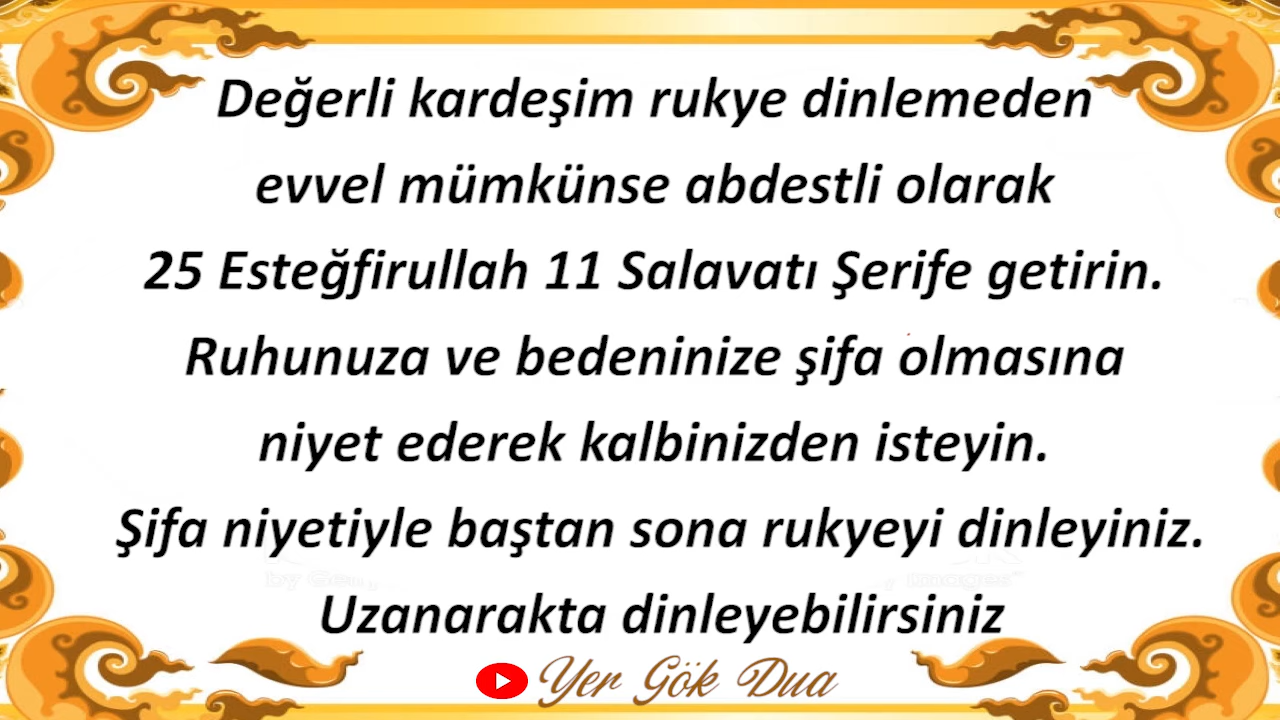 Değerli kardeşim rukye dinlemeden
evvel mümkünse abdestli olarak
25 Esteğfirullah 11 Salavatı Şerife getirin.
Ruhunuza ve bedeninize şifa olmasına
niyet ederek kalbinizden isteyin.
Şifa niyetiyle baştan sona rukyeyi dinleyiniz.
Uzanarakta dinleyebilirsiniz
Yer Gök Dua